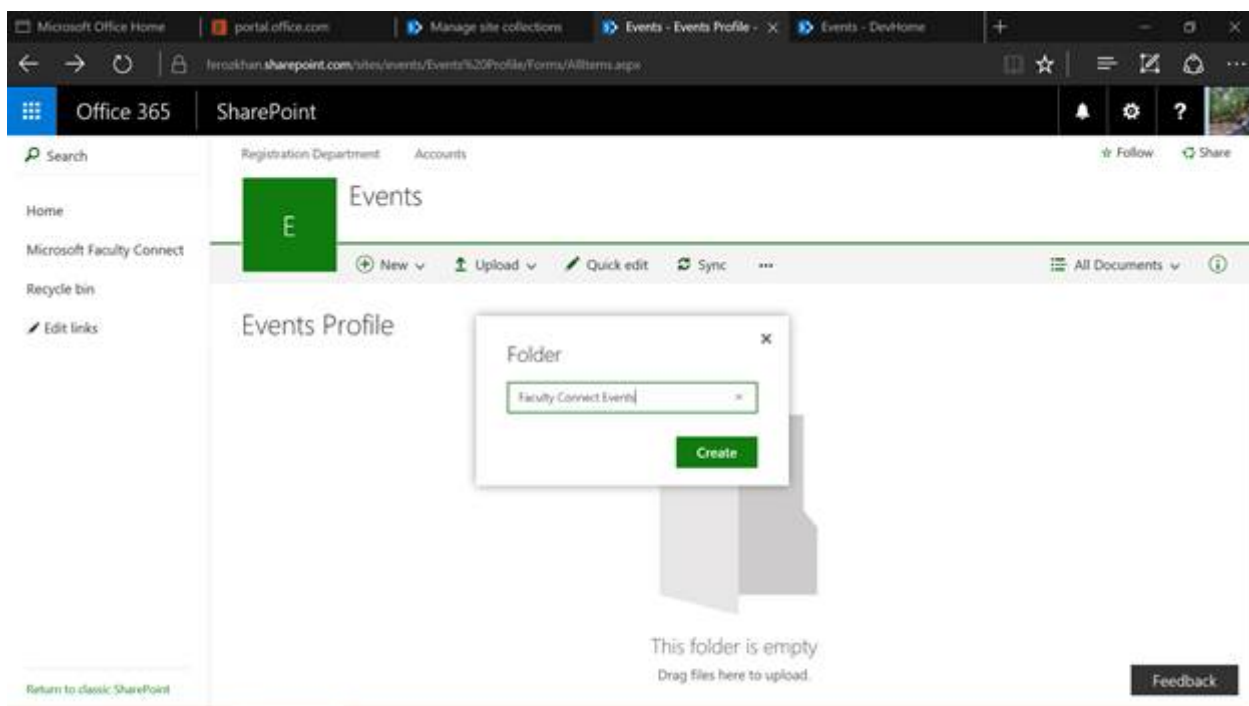 Microsoft Office Home portal.office.com Manage site collections Events - Events Profile - Events - DevHome
ferozkhan.sharepoint.com/sites/events/Events%20Profile/Forms/AllItems.aspx
Office 365 SharePoint ?
Search Registration Department Accounts Follow Share
Events
E
Home
Microsoft Faculty Connect
Recycle bin
Edit links
New Upload Quick edit Sync ... All Documents
Events Profile
Folder
Faculty Connect Events
Create
This folder is empty
Drag files here to upload.
Return to classic SharePoint
Feedback